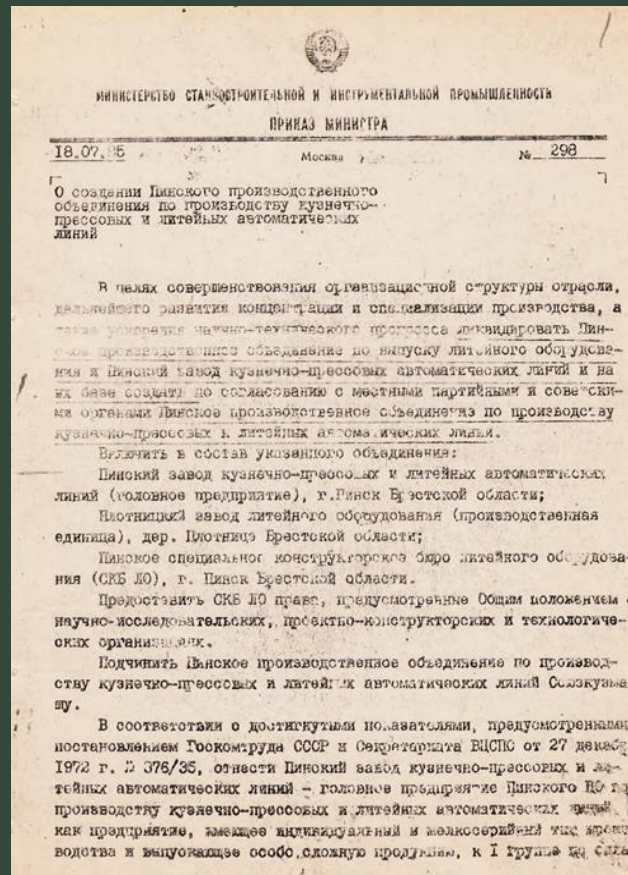 МИНИСТЕРСТВО СТАНКОСТРОИТЕЛЬНОЙ И ИНСТРУМЕНТАЛЬНОЙ ПРОМЫШЛЕННОСТИ
ПРИКАЗ МИНИСТРА
18.07.85 Москва № 298
О создании Пинского производственного
объединения по производству кузнечно-
прессовых и литейных автоматических
линий
В целях совершенствования организационной структуры отрасли,
дальнейшего развития концентрации и специализации производства, а
также ускорения научно-технического прогресса ликвидировать Пин-
ское производственное объединение по выпуску литейного оборудова-
ния и Пинский завод кузнечно-прессовых автоматических линий и на
их базе создать по согласованию с местными партийными и советски-
ми органами Пинское производственное объединение по производству
кузнечно-прессовых и литейных автоматических линий.
Включить в состав указанного объединения:
Пинский завод кузнечно-прессовых и литейных автоматических
линий (головное предприятие), г.Пинск Брестской области;
Плотницкий завод литейного оборудования (производственная
единица), дер. Плотница Брестской области;
Пинское специальное конструкторское бюро литейного оборудова-
ния (СКБ ЛО), г. Пинск Брестской области.
Предоставить СКБ ЛО права, предусмотренные Общим положением о
научно-исследовательских, проектно-конструкторских и технологиче-
ских организациях.
Подчинить Пинское производственное объединение по производ-
ству кузнечно-прессовых и литейных автоматических линий Союзкузма-
шу.
В соответствии с достигнутыми показателями, предусмотренными
постановлением Госкомтруда СССР и Секретариата ВЦСПС от 27 декабр
1972 г. № 376/35, отнести Пинский завод кузнечно-прессовых и ли-
тейных автоматических линий - головное предприятие Пинского ПО по
производству кузнечно-прессовых и литейных автоматических линий
как предприятие, имеющее индивидуальный и мелкосерийный тип произ-
водства и выпускающее особо сложную продукцию, к I группе по опла